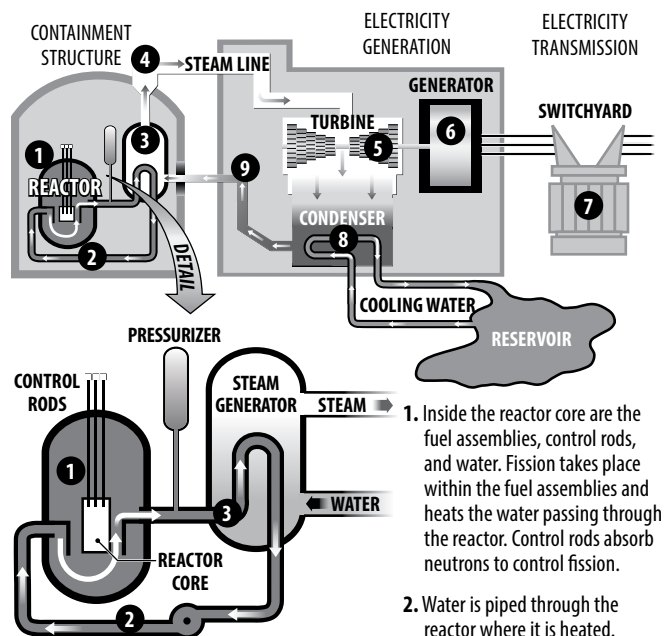 CONTAINMENT
STRUCTURE
ELECTRICITY
GENERATION
ELECTRICITY
TRANSMISSION
4
STEAM LINE
GENERATOR
SWITCHYARD
3
TURBINE
1
REACTOR
9
5
6
7
2
CONDENSER
8
DETAIL
COOLING WATER
RESERVOIR
PRESSURIZER
CONTROL
RODS
STEAM
GENERATOR
STEAM
1
3
WATER
REACTOR
CORE
2
1. Inside the reactor core are the
fuel assemblies, control rods,
and water. Fission takes place
within the fuel assemblies and
heats the water passing through
the reactor. Control rods absorb
neutrons to control fission.
2. Water is piped through the
reactor where it is heated.